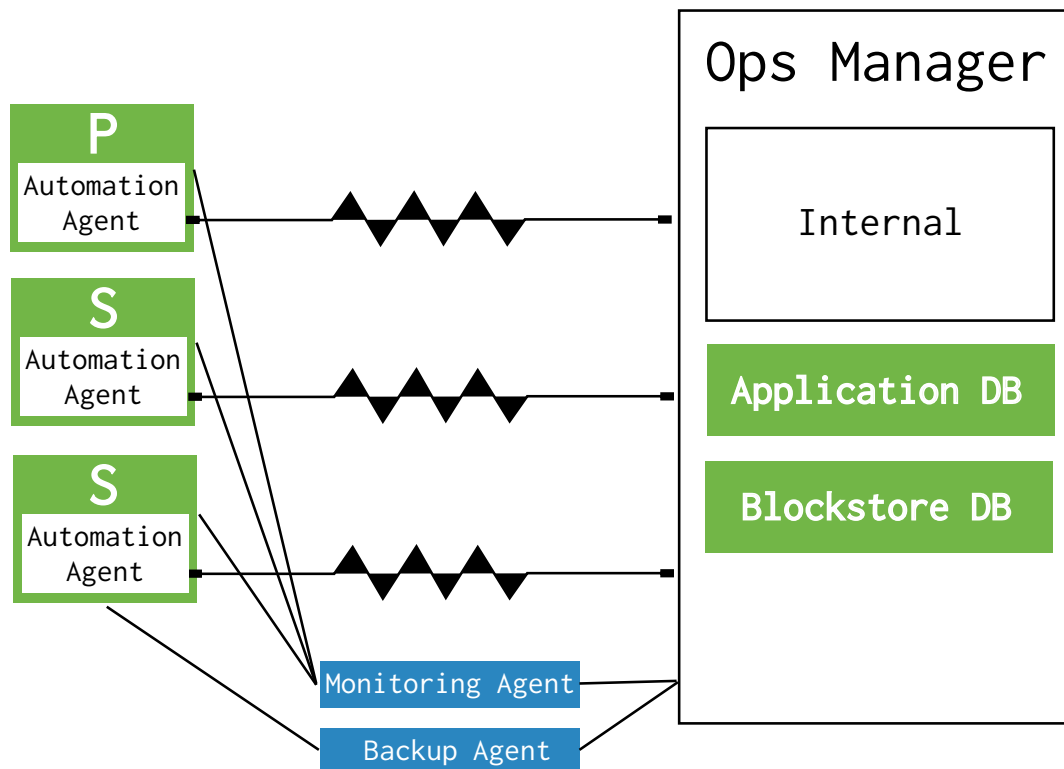 Ops Manager
P
Automation
Agent
Internal
S
Automation
Agent
Application DB
S
Automation
Agent
Blockstore DB
Monitoring Agent
Backup Agent